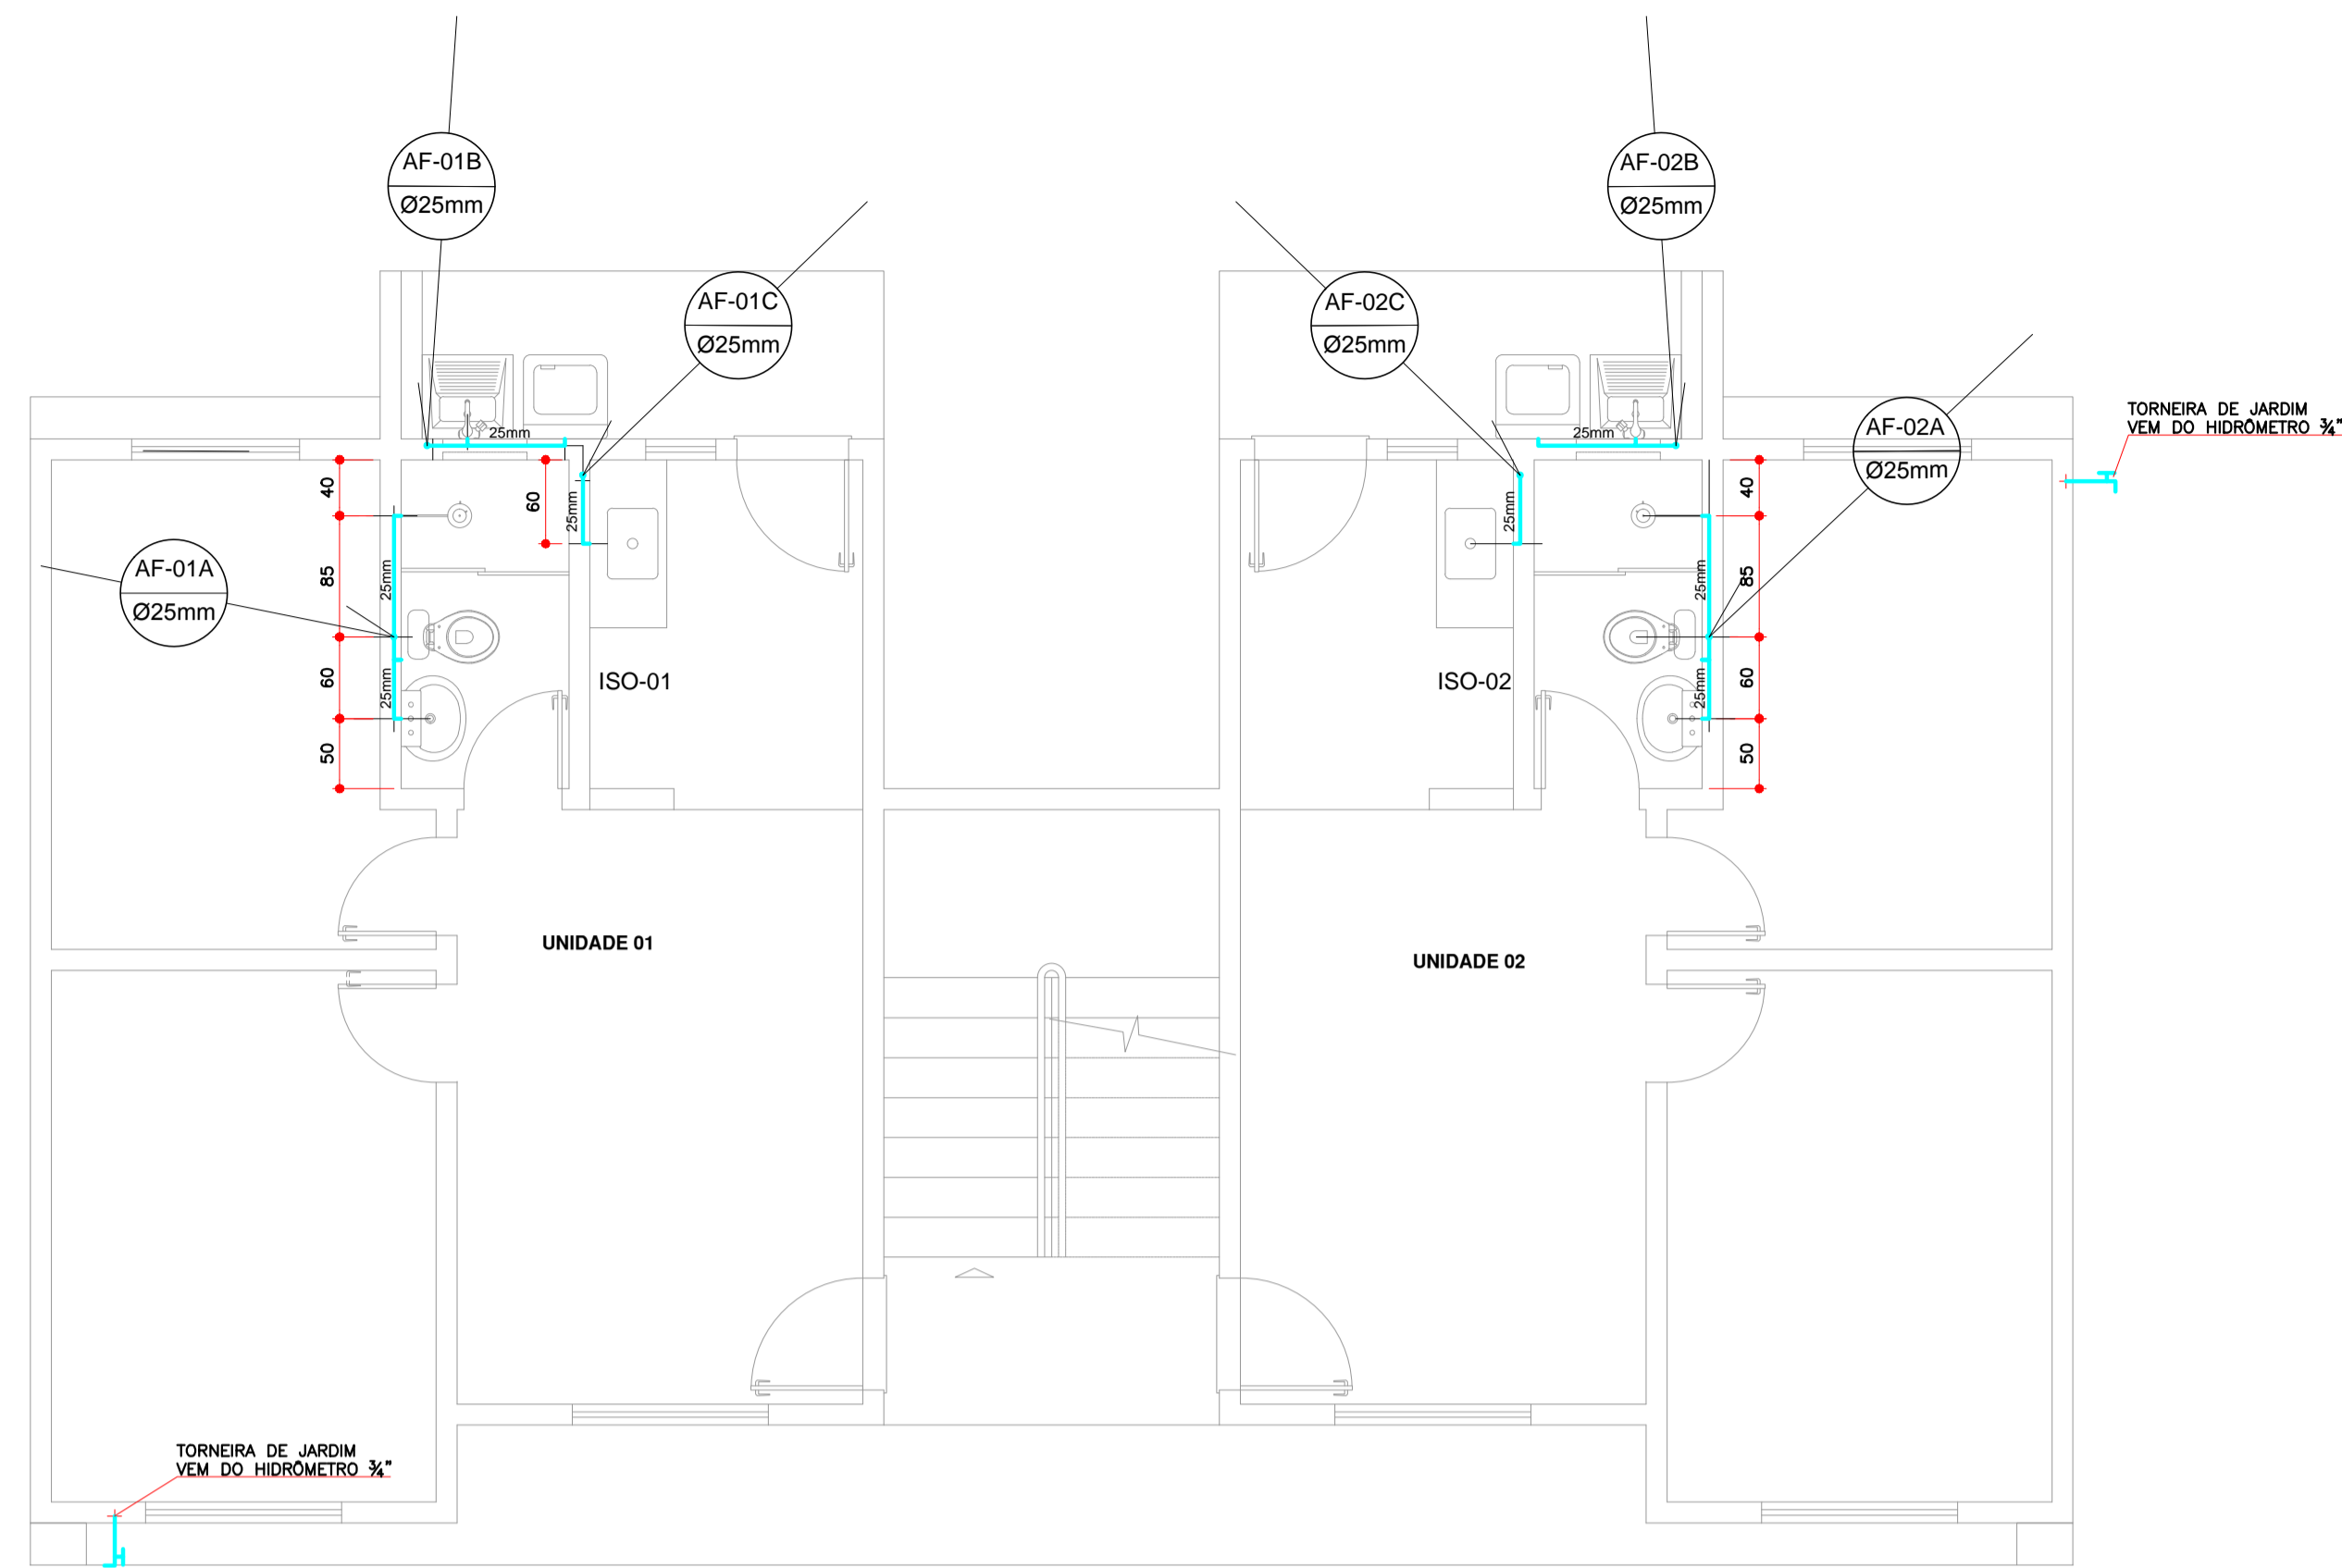 AF-01B
Ø25mm
AF-02B
Ø25mm
AF-01C
Ø25mm
AF-02C
Ø25mm
TORNEIRA DE JARDIM
VEM DO HIDRÔMETRO ¾"
AF-02A
Ø25mm
25mm
25mm
40
60
25mm
25mm
40
AF-01A
Ø25mm
85
25mm
25mm
85
60
25mm
ISO-01
ISO-02
25mm
60
50
50
UNIDADE 01
UNIDADE 02
TORNEIRA DE JARDIM
VEM DO HIDRÔMETRO ¾"